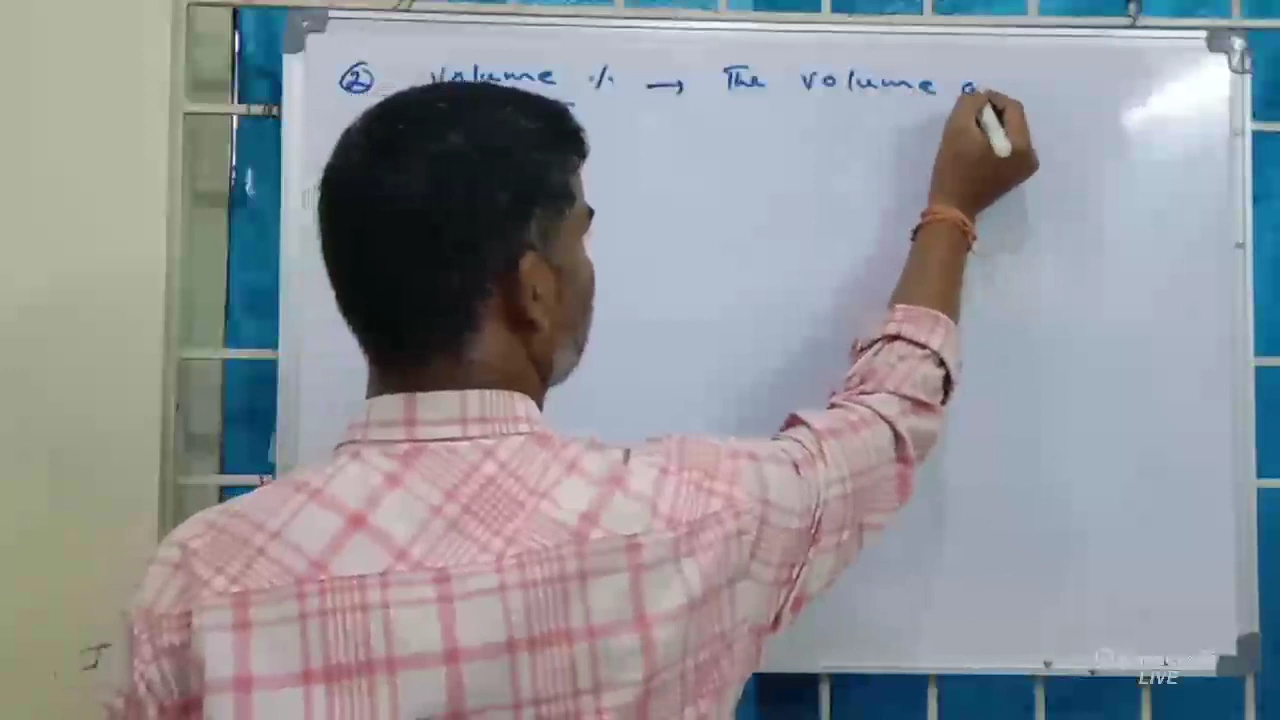 ② Volume % → The volume o
LIVE